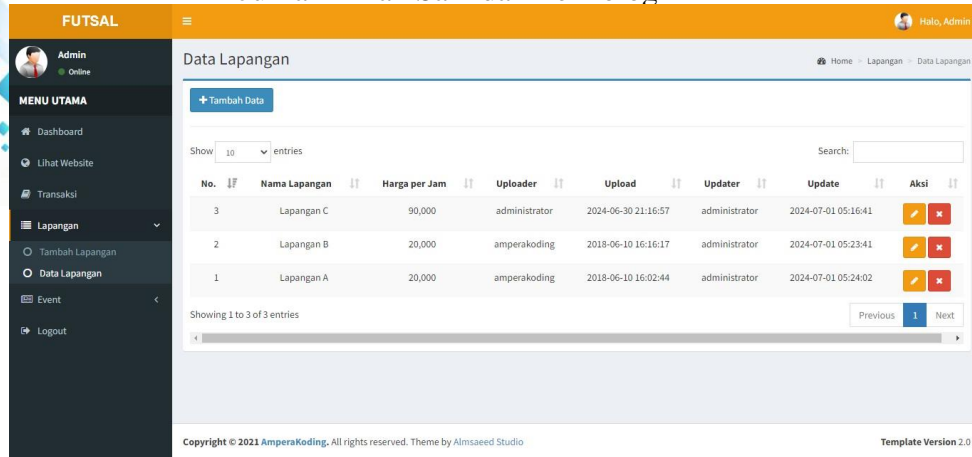 FUTSAL
Halo, Admin
Admin
Online
MENU UTAMA
Dashboard
Lihat Website
Transaksi
Lapangan
Tambah Lapangan
Data Lapangan
Event
Logout
Data Lapangan
Home Lapangan Data Lapangan
Tambah Data
Show 10 entries
Search:
No. Nama Lapangan Harga per Jam Uploader Upload Updater Update Aksi
3 Lapangan C 90,000 administrator 2024-06-30 21:16:57 administrator 2024-07-01 05:16:41
2 Lapangan B 20,000 amperakoding 2018-06-10 16:16:17 administrator 2024-07-01 05:23:41
1 Lapangan A 20,000 amperakoding 2018-06-10 16:02:44 administrator 2024-07-01 05:24:02
Showing 1 to 3 of 3 entries
Previous 1 Next
Copyright © 2021 AmperaKoding. All rights reserved. Theme by Almsaeed Studio
Template Version 2.0